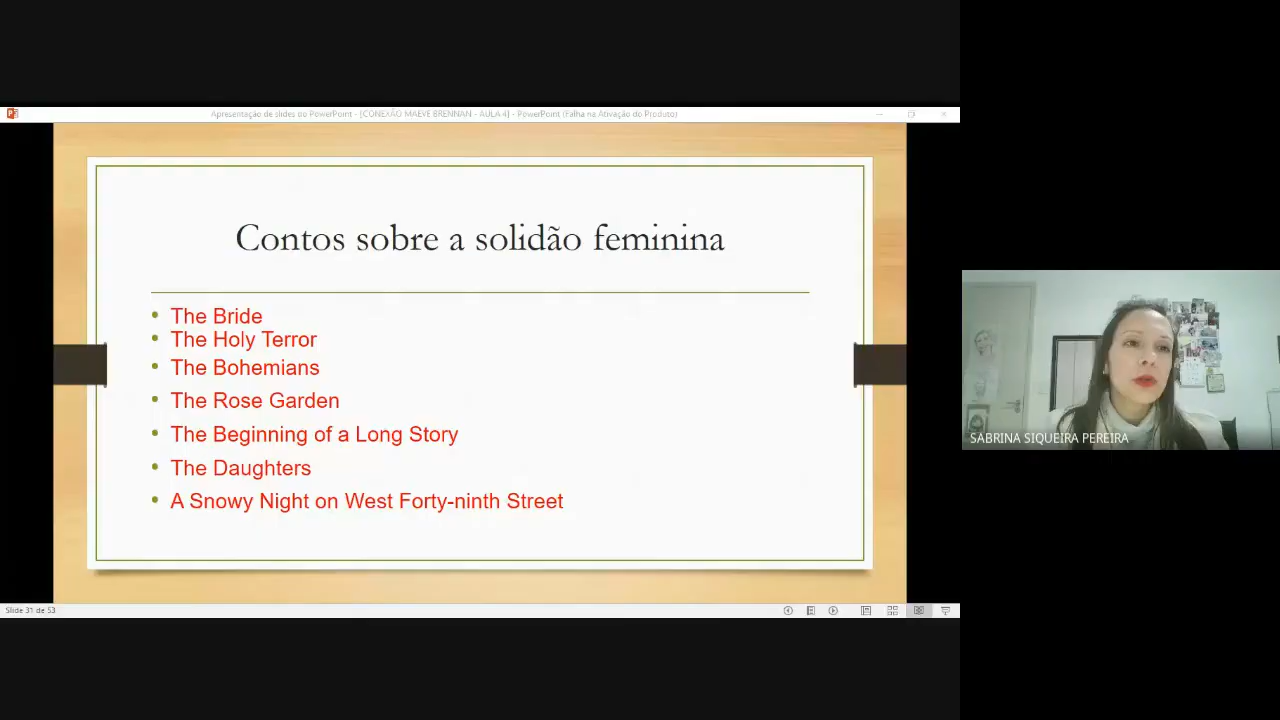 Apresentação de slides do PowerPoint - [CONEXÃO MAEVE BRENNAN - AULA 4] - PowerPoint (Falha na Ativação do Produto)
Contos sobre a solidão feminina
• The Bride
• The Holy Terror
• The Bohemians
• The Rose Garden
• The Beginning of a Long Story
• The Daughters
• A Snowy Night on West Forty-ninth Street
SABRINA SIQUEIRA PEREIRA
Slide 31 de 53